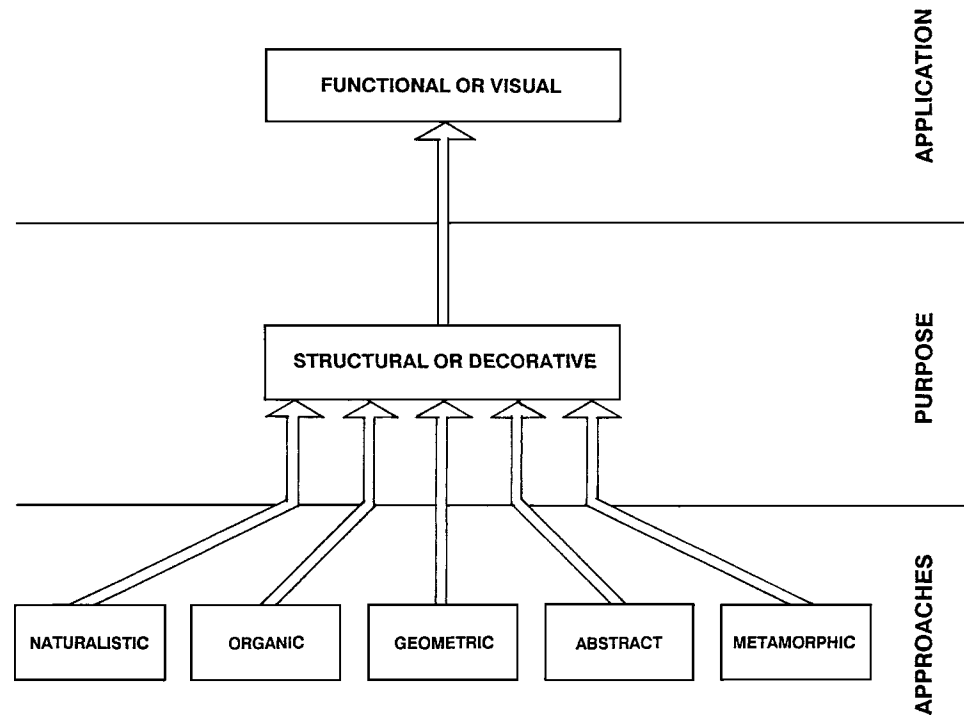 FUNCTIONAL OR VISUAL
APPLICATION
STRUCTURAL OR DECORATIVE
PURPOSE
NATURALISTIC
ORGANIC
GEOMETRIC
ABSTRACT
METAMORPHIC
APPROACHES